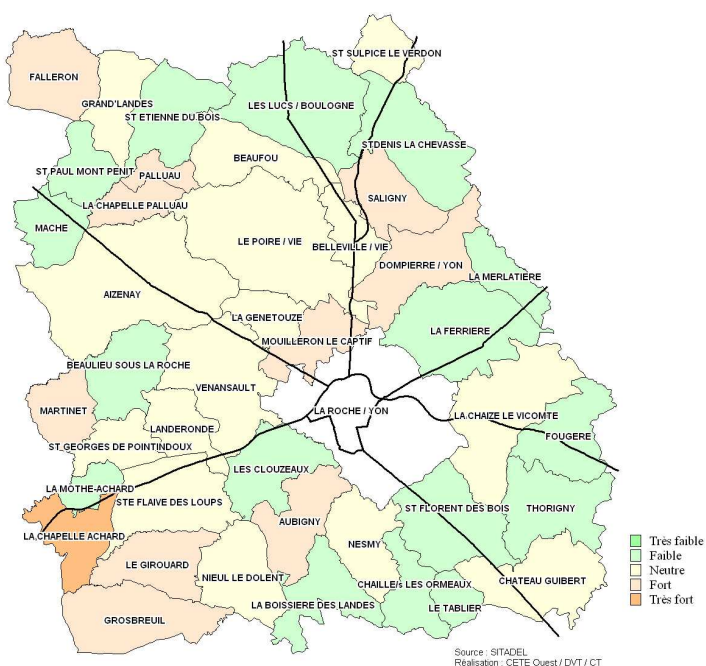 ST SULPICE LE VERDON
FALLERON
GRAND'LANDES
LES LUCS / BOULOGNE
ST ETIENNE DU BOIS
ST DENIS LA CHEVASSE
BEAUFOU
ST PAUL MONT PENIT
PALLUAU
SALIGNY
LA CHAPELLE PALLUAU
MACHE
LE POIRE / VIE
BELLEVILLE / VIE
DOMPIERRE / YON
LA MERLATIERE
AIZENAY
LA GENETOUZE
LA FERRIERE
MOUILLERON LE CAPTIF
BEAULIEU SOUS LA ROCHE
VENANSAULT
MARTINET
LA ROCHE / YON
LA CHAIZE LE VICOMTE
LANDERONDE
FOUGERE
ST GEORGES DE POINTINDOUX
LES CLOUZEAUX
LA MOTHE-ACHARD
STE FLAIVE DES LOUPS
ST FLORENT DES BOIS
THORIGNY
AUBIGNY
LA CHAPELLE ACHARD
NESMY
LE GIROUARD
NIEUL LE DOLENT
CHAILLE/s LES ORMEAUX
CHATEAU GUIBERT
LA BOISSIERE DES LANDES
LE TABLIER
GROSBREUIL
Très faible
Faible
Neutre
Fort
Très fort
Source : SITADEL
Réalisation : CETE Ouest / DVT / CT